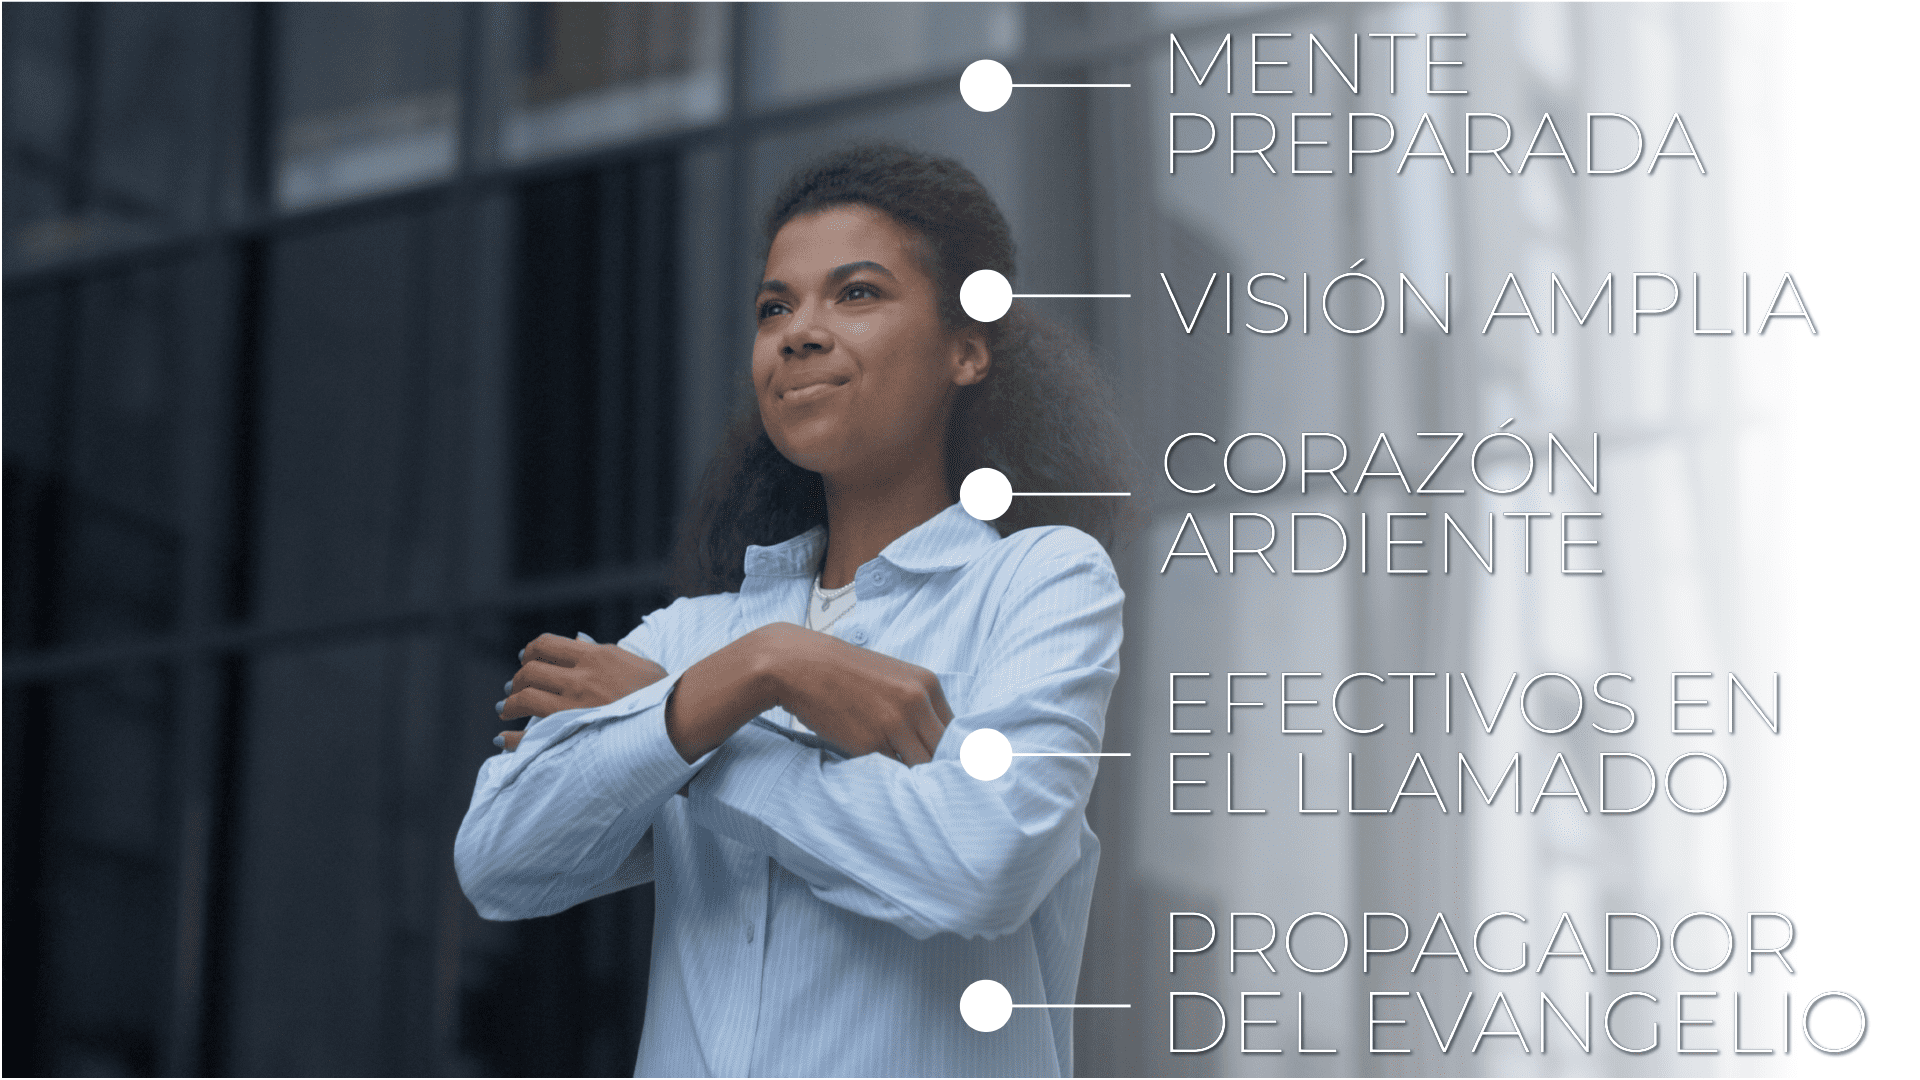 MENTE
PREPARADA
VISIÓN AMPLIA
CORAZÓN
ARDIENTE
EFECTIVOS EN
EL LLAMADO
PROPAGADOR
DEL EVANGELIO